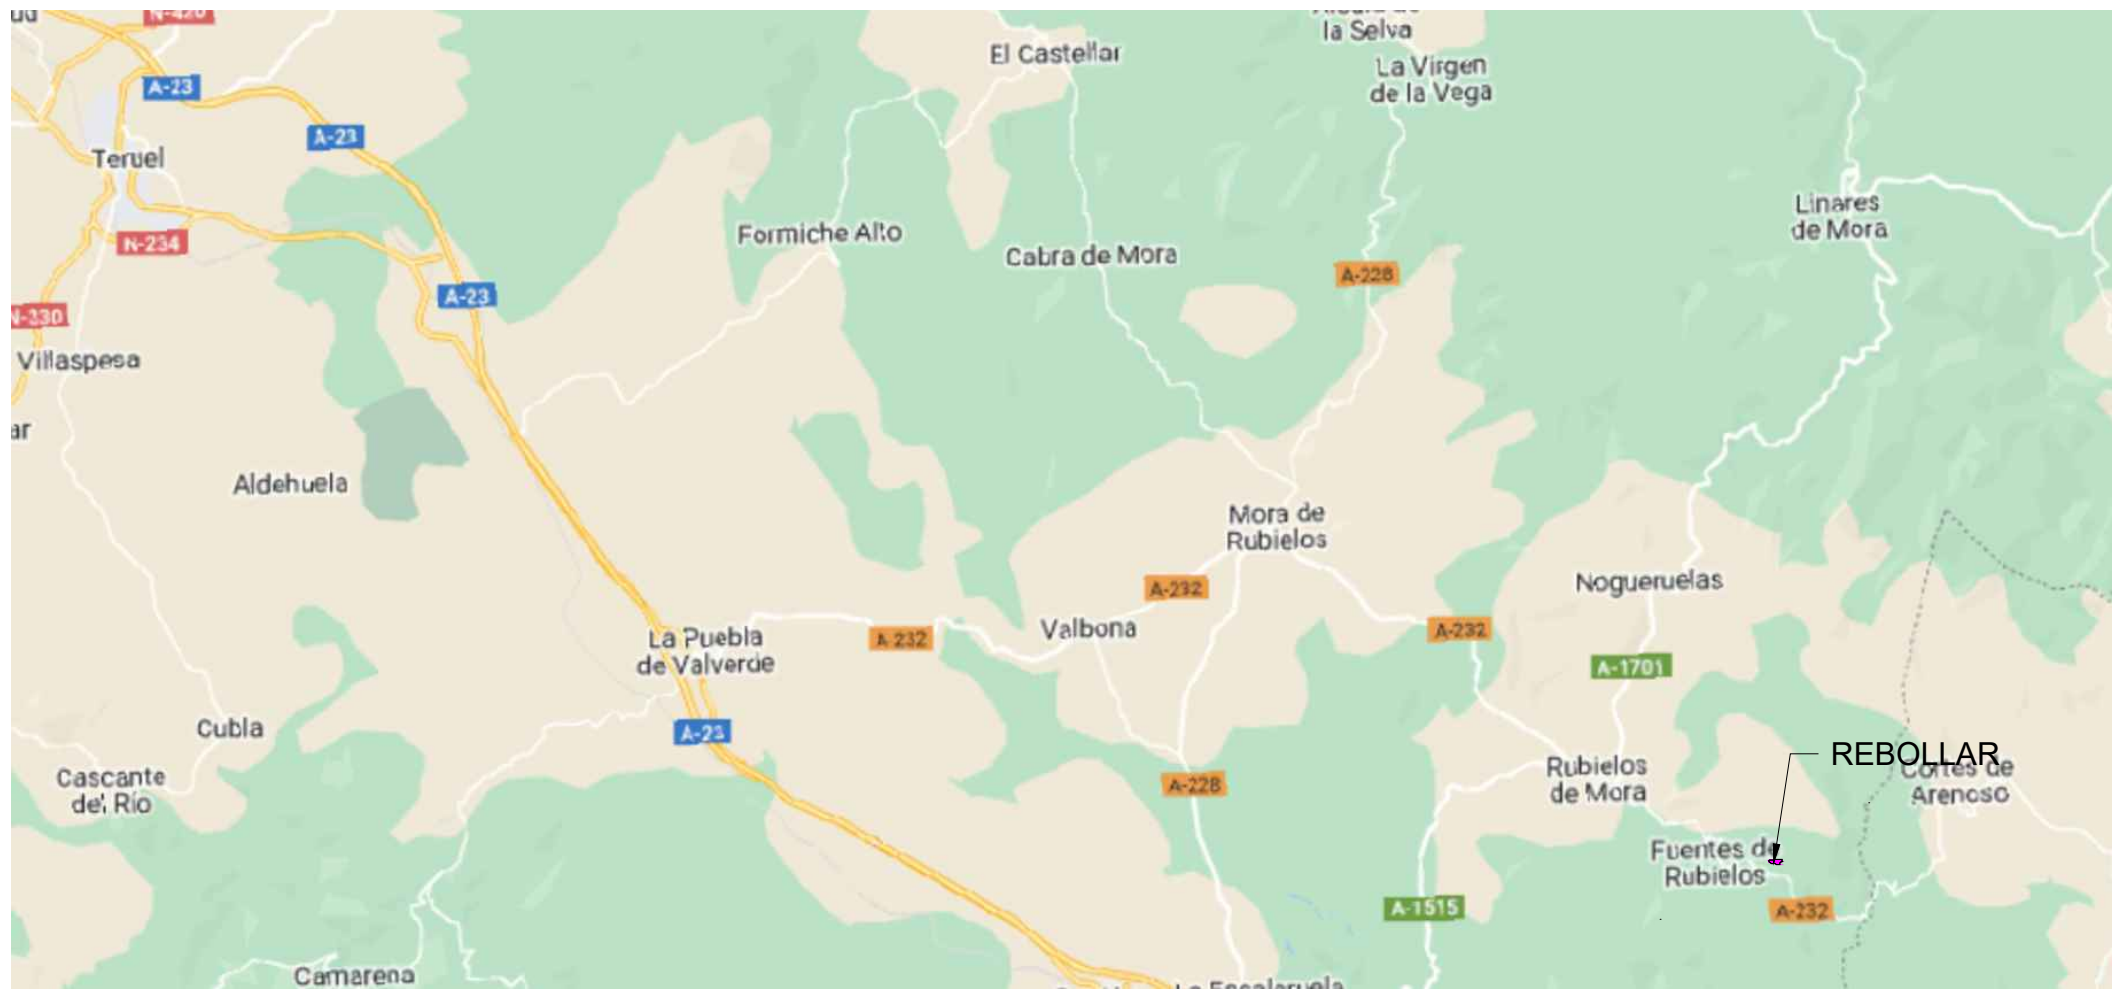 N-420
la Selva
El Castellar
La Virgen
de la Vega
A-23
A-23
Teruel
Linares
de Mora
Formiche Alto
N-234
Cabra de Mora
A-228
A-23
N-330
Villaspesa
ar
Aldehuela
Mora de
Rubielos
Nogueruelas
A-232
Valbona
A-232
A-232
La Puebla
de Valverde
A-1701
Cubla
A-23
REBOLLAR
Cascante
del Río
Rubielos
de Mora
Cortes de
Arenoso
A-228
Fuentes de
Rubielos
A-1515
A-232
Camarena